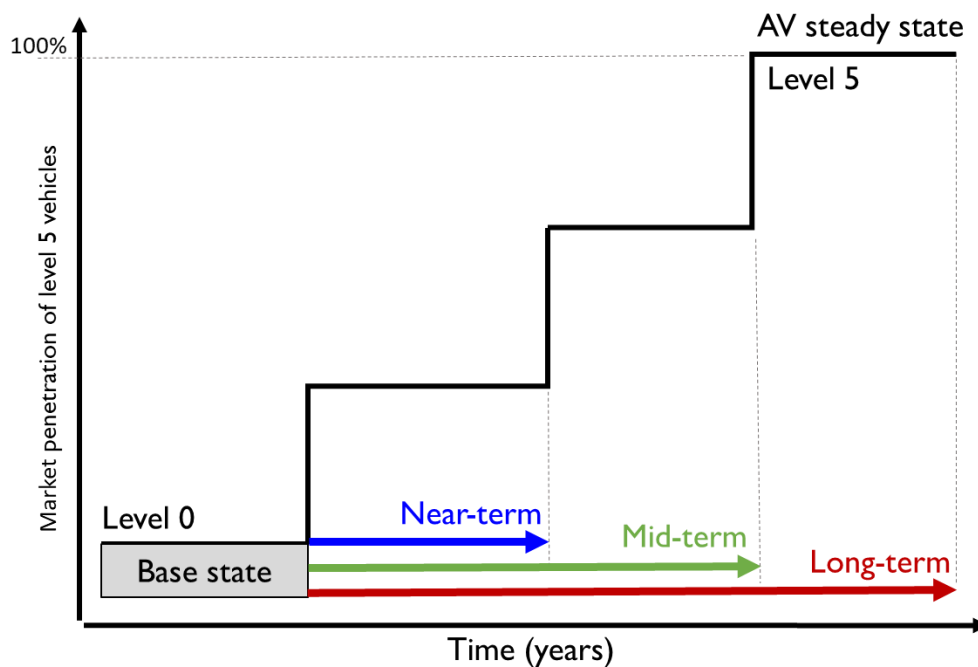 AV steady state
100%
Level 5
Market penetration of level 5 vehicles
Level 0
Near-term
Mid-term
Base state
Long-term
Time (years)